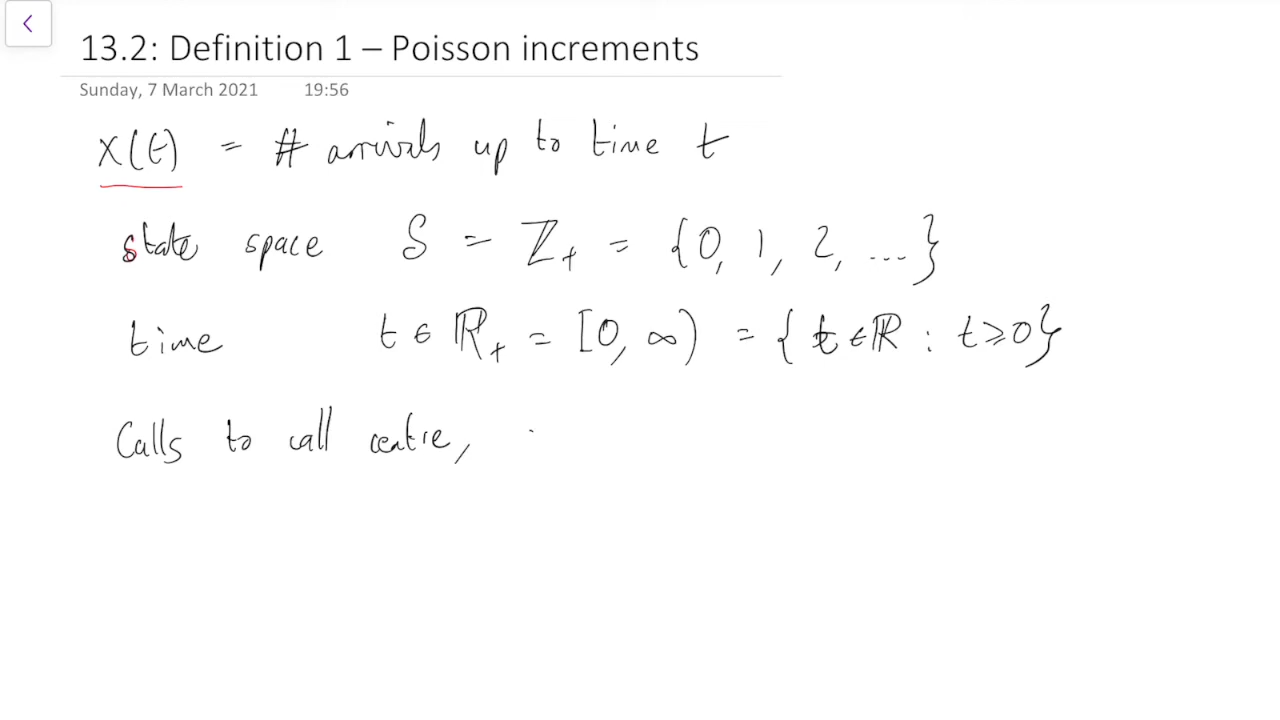 13.2: Definition 1 – Poisson increments
Sunday, 7 March 2021 19:56
X(t) = # arrivals up to time t
state space S = ℤ₊ = {0, 1, 2, ...}
time t ∈ ℝ₊ = [0, ∞) = { t ∈ ℝ : t ⩾ 0}
Calls to call centre,